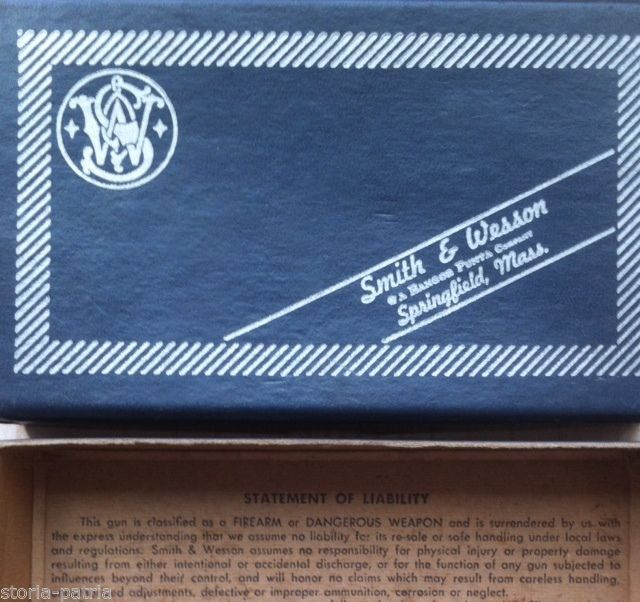 Smith & Wesson
A BANGOR PUNTA COMPANY
Springfield, Mass.
STATEMENT OF LIABILITY
This gun is classified as a FIREARM or DANGEROUS WEAPON and is surrendered by us with
the express understanding that we assume no liability for its re-sale or safe handling under local laws
and regulations. Smith & Wesson assumes no responsibility for physical injury or property damage
resulting from either intentional or accidental discharge, or for the function of any gun subjected to
influences beyond their control, and will honor no claims which may result from careless handling,
adjustments, defective or improper ammunition, corrosion or neglect.
storia-patria